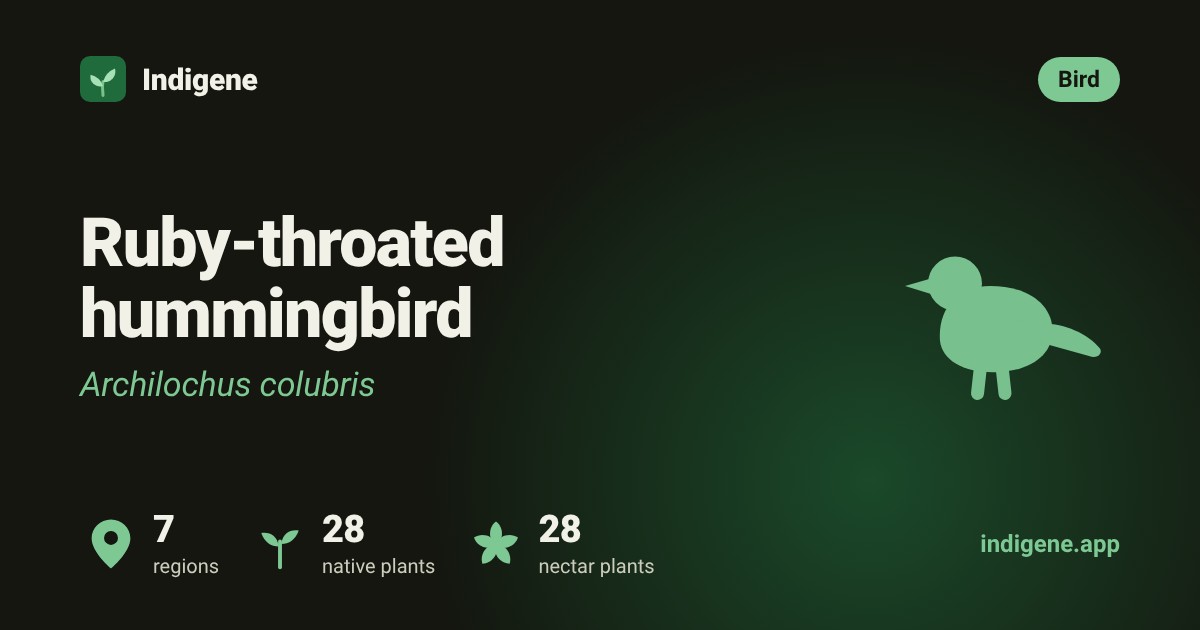 Indigene
Bird
Ruby-throated
hummingbird
Archilochus colubris
7
regions
28
native plants
28
nectar plants
indigene.app